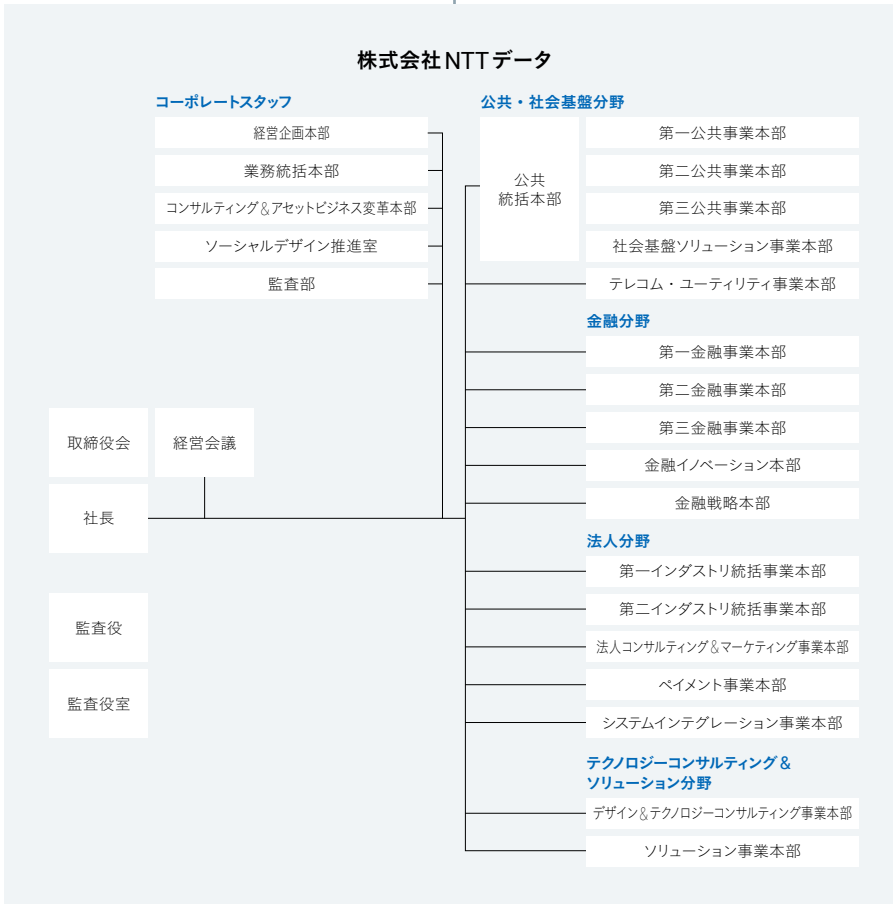 株式会社NTTデータ
コーポレートスタッフ
経営企画本部
業務統括本部
コンサルティング&アセットビジネス変革本部
ソーシャルデザイン推進室
監査部
取締役会
経営会議
社長
監査役
監査役室
公共・社会基盤分野
公共
統括本部
第一公共事業本部
第二公共事業本部
第三公共事業本部
社会基盤ソリューション事業本部
テレコム・ユーティリティ事業本部
金融分野
第一金融事業本部
第二金融事業本部
第三金融事業本部
金融イノベーション本部
金融戦略本部
法人分野
第一インダストリ統括事業本部
第二インダストリ統括事業本部
法人コンサルティング&マーケティング事業本部
ペイメント事業本部
システムインテグレーション事業本部
テクノロジーコンサルティング&
ソリューション分野
デザイン&テクノロジーコンサルティング事業本部
ソリューション事業本部